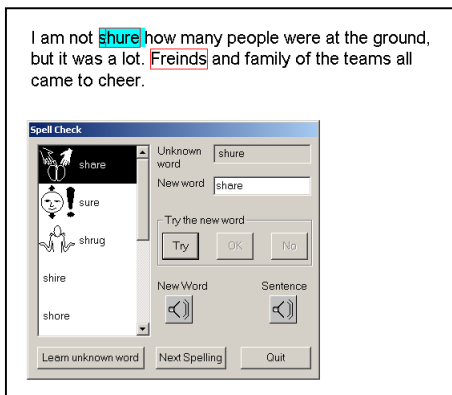 I am not shure how many people were at the ground,
but it was a lot. Freinds and family of the teams all
came to cheer.
Spell Check
share
sure
shrug
shire
shore
Unknown word
shure
New word
share
Try the new word
Try
OK
No
New Word
Sentence
Learn unknown word
Next Spelling
Quit